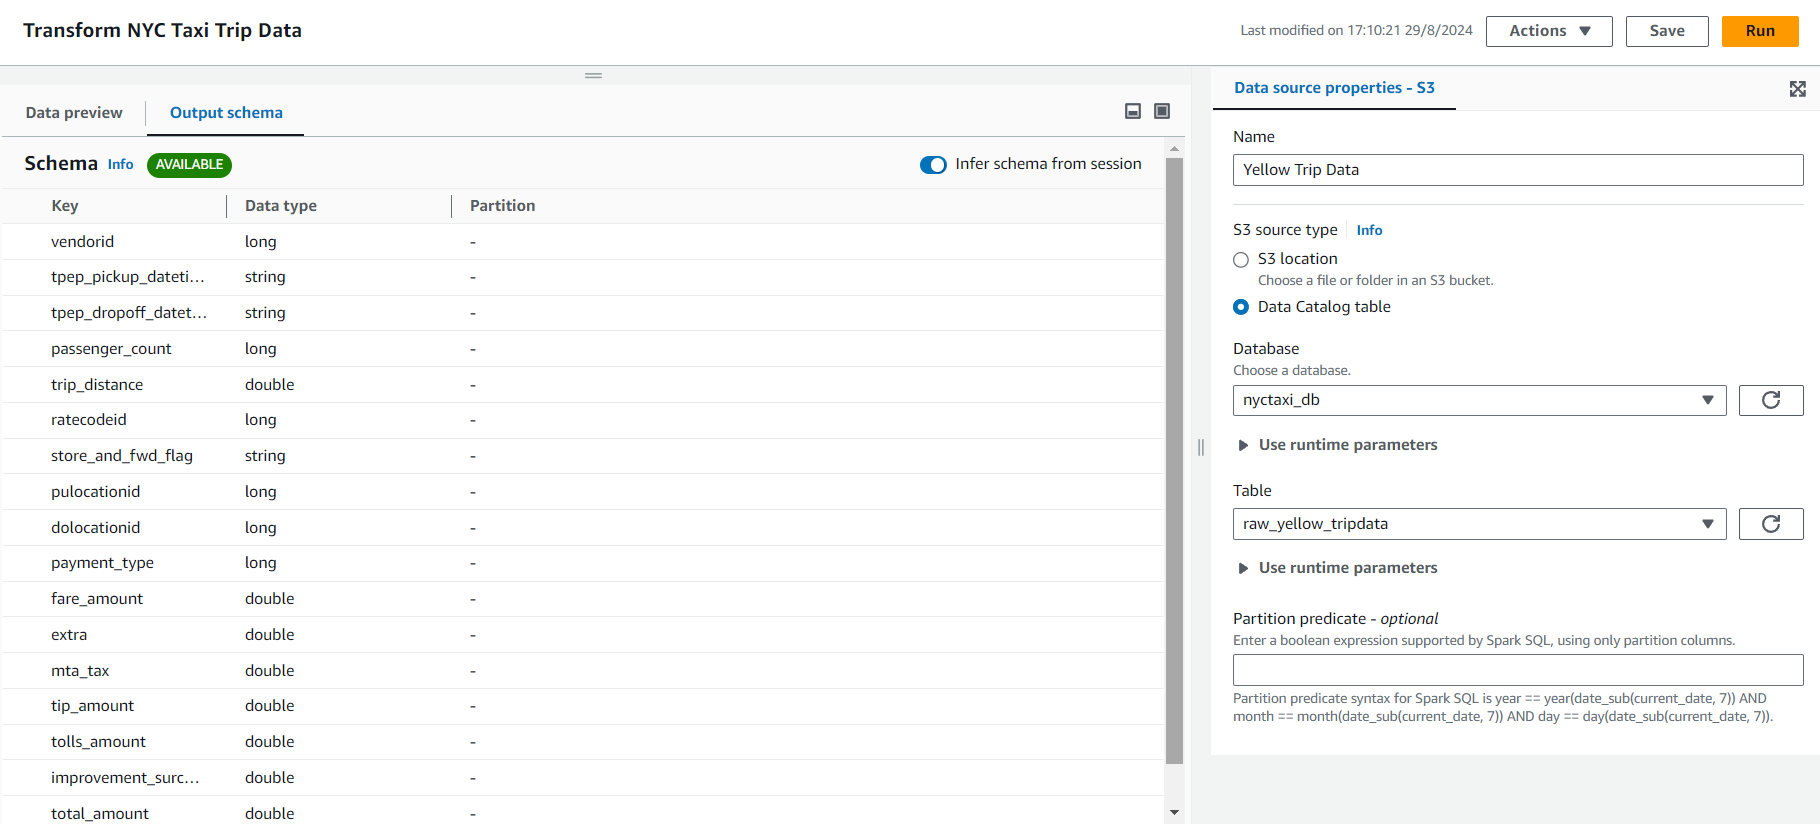 Transform NYC Taxi Trip Data
Last modified on 17:10:21 29/8/2024
Actions
Save
Run
Data preview
Output schema
Schema Info AVAILABLE
Infer schema from session
Key Data type Partition
vendorid long -
tpep_pickup_dateti... string -
tpep_dropoff_datet... string -
passenger_count long -
trip_distance double -
ratecodeid long -
store_and_fwd_flag string -
pulocationid long -
dolocationid long -
payment_type long -
fare_amount double -
extra double -
mta_tax double -
tip_amount double -
tolls_amount double -
improvement_surc... double -
total_amount double -
Data source properties - S3
Name
Yellow Trip Data
S3 source type Info
S3 location
Choose a file or folder in an S3 bucket.
Data Catalog table
Database
Choose a database.
nyctaxi_db
Use runtime parameters
Table
raw_yellow_tripdata
Use runtime parameters
Partition predicate - optional
Enter a boolean expression supported by Spark SQL, using only partition columns.
Partition predicate syntax for Spark SQL is year == year(date_sub(current_date, 7)) AND
month == month(date_sub(current_date, 7)) AND day == day(date_sub(current_date, 7)).